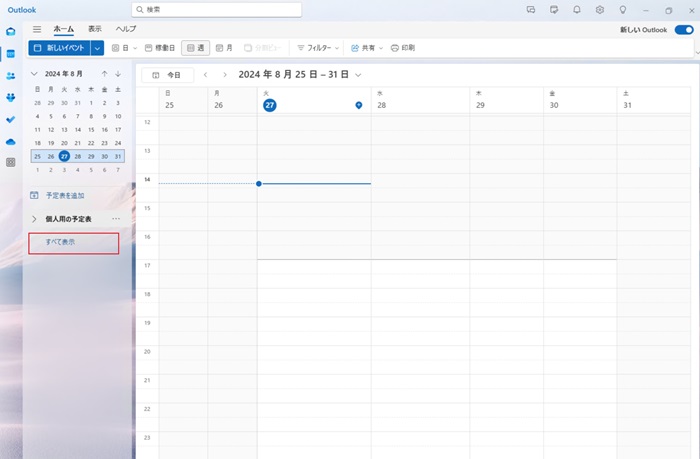 Outlook
検索
ホーム 表示 ヘルプ
新しい Outlook
新しいイベント 日 稼働日 週 月 分割ビュー フィルター 共有 印刷
2024 年 8 月
日 月 火 水 木 金 土
28 29 30 31 1 2 3
4 5 6 7 8 9 10
11 12 13 14 15 16 17
18 19 20 21 22 23 24
25 26 27 28 29 30 31
1 2 3 4 5 6 7
予定表を追加
個人用の予定表
すべて表示
今日
2024 年 8 月 25 日 – 31 日
日 月 火 水 木 金 土
25 26 27 28 29 30 31
12
13
14
15
16
17
18
19
20
21
22
23